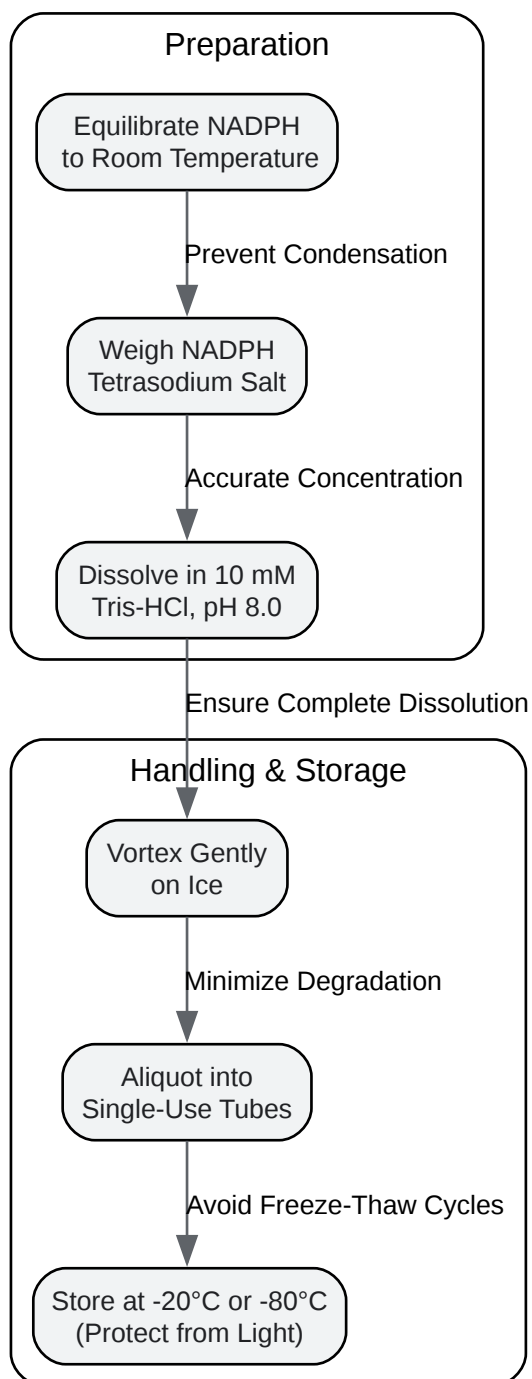 Preparation
Equilibrate NADPH
to Room Temperature
Prevent Condensation
Weigh NADPH
Tetrasodium Salt
Accurate Concentration
Dissolve in 10 mM
Tris-HCl, pH 8.0
Ensure Complete Dissolution
Handling & Storage
Vortex Gently
on Ice
Minimize Degradation
Aliquot into
Single-Use Tubes
Avoid Freeze-Thaw Cycles
Store at -20°C or -80°C
(Protect from Light)